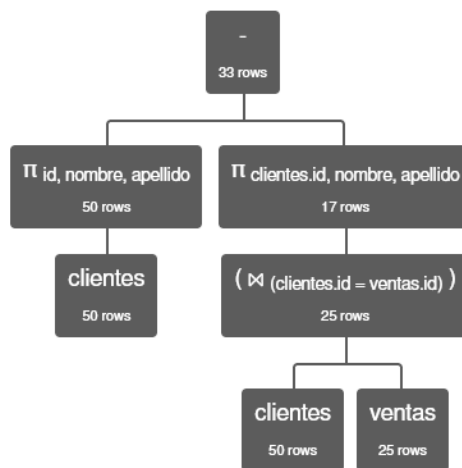 -
33 rows
π id, nombre, apellido
50 rows
π clientes.id, nombre, apellido
17 rows
clientes
50 rows
( ⋈ (clientes.id = ventas.id) )
25 rows
clientes
50 rows
ventas
25 rows